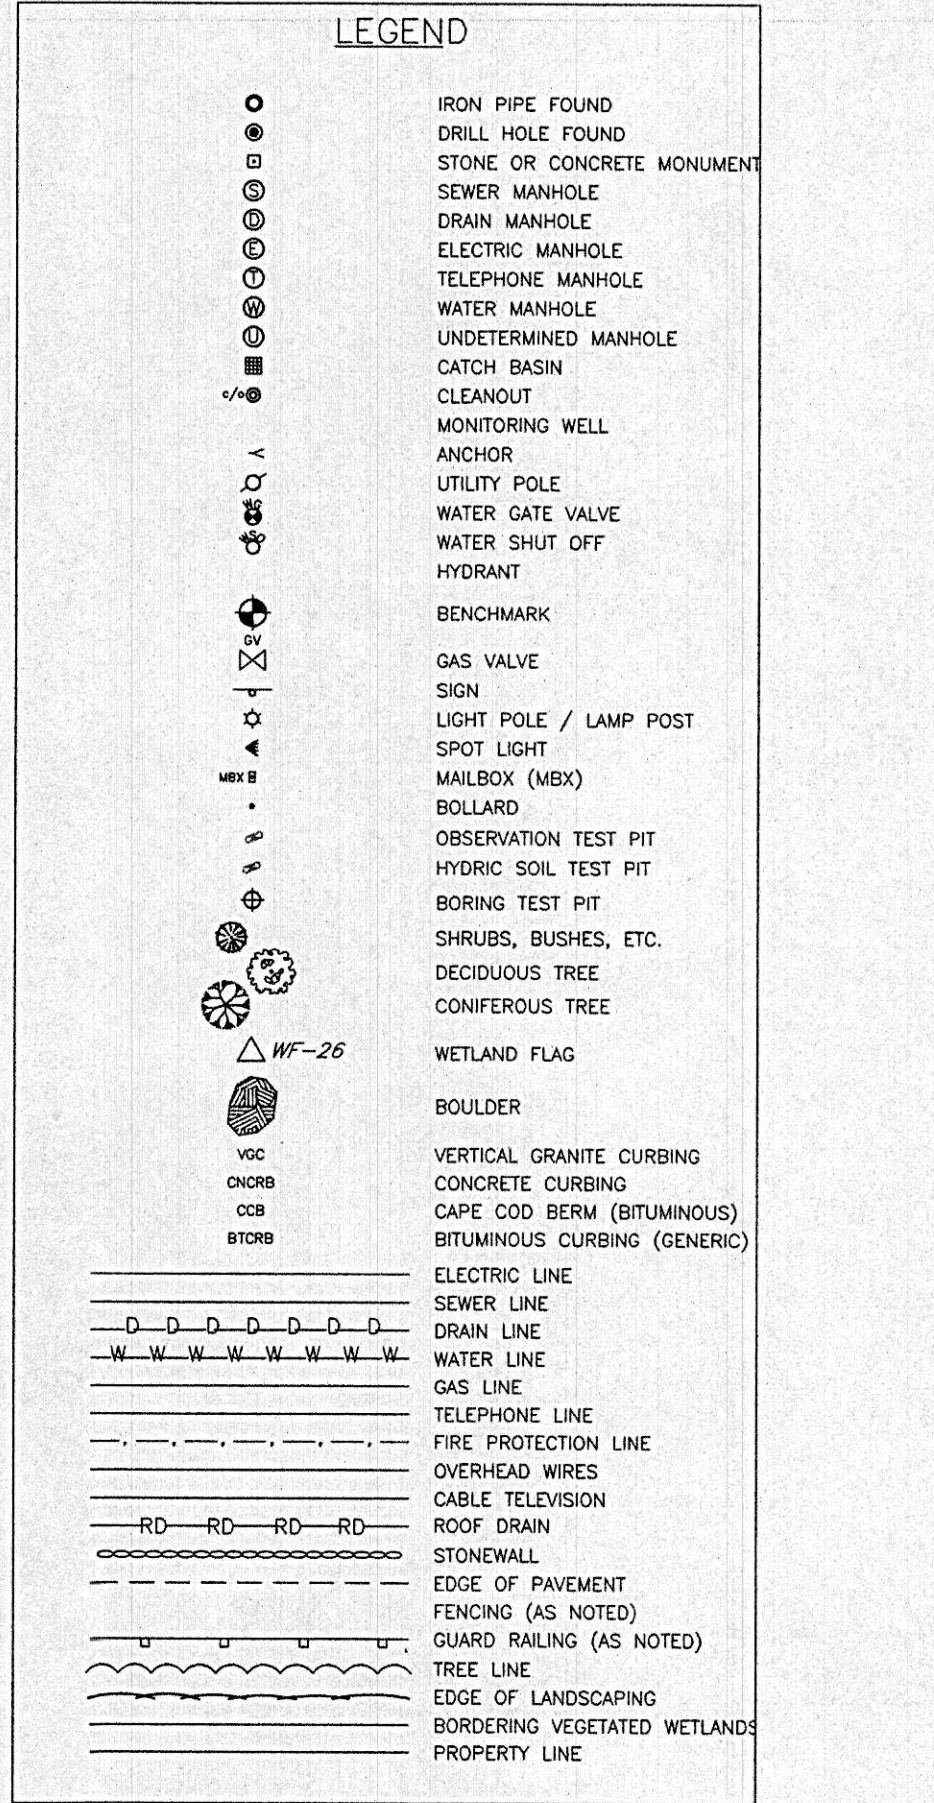 LEGEND
IRON PIPE FOUND
DRILL HOLE FOUND
STONE OR CONCRETE MONUMENT
S SEWER MANHOLE
D DRAIN MANHOLE
E ELECTRIC MANHOLE
T TELEPHONE MANHOLE
W WATER MANHOLE
U UNDETERMINED MANHOLE
CATCH BASIN
c/o CLEANOUT
MONITORING WELL
ANCHOR
UTILITY POLE
WG WATER GATE VALVE
WSO WATER SHUT OFF
HYDRANT
BENCHMARK
GV
GAS VALVE
SIGN
LIGHT POLE / LAMP POST
SPOT LIGHT
MBX MAILBOX (MBX)
BOLLARD
OBSERVATION TEST PIT
HYDRIC SOIL TEST PIT
BORING TEST PIT
SHRUBS, BUSHES, ETC.
DECIDUOUS TREE
CONIFEROUS TREE
WF-26 WETLAND FLAG
BOULDER
VGC VERTICAL GRANITE CURBING
CNCRB CONCRETE CURBING
CCB CAPE COD BERM (BITUMINOUS)
BTCRB BITUMINOUS CURBING (GENERIC)
ELECTRIC LINE
SEWER LINE
D D D D D D D DRAIN LINE
W W W W W W W W WATER LINE
GAS LINE
TELEPHONE LINE
FIRE PROTECTION LINE
OVERHEAD WIRES
CABLE TELEVISION
RD RD RD RD ROOF DRAIN
STONEWALL
EDGE OF PAVEMENT
FENCING (AS NOTED)
GUARD RAILING (AS NOTED)
TREE LINE
EDGE OF LANDSCAPING
BORDERING VEGETATED WETLANDS
PROPERTY LINE